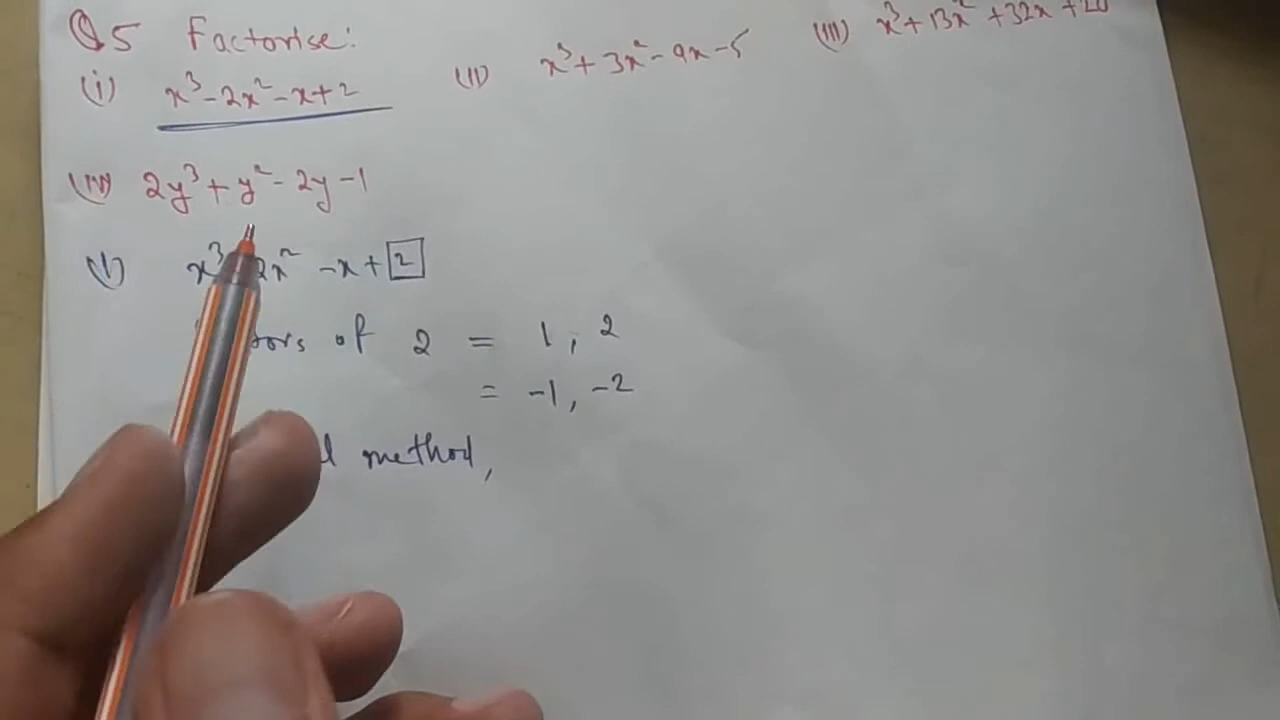 Q5 Factorise:
(i) x³-2x²-x+2 (II) x³+3x²-9x-5 (III) x³+13x²+32x+20
(IV) 2y³+y²-2y-1
(I) x³ 2x² -x+2
of 2 = 1, 2
= -1, -2
method,